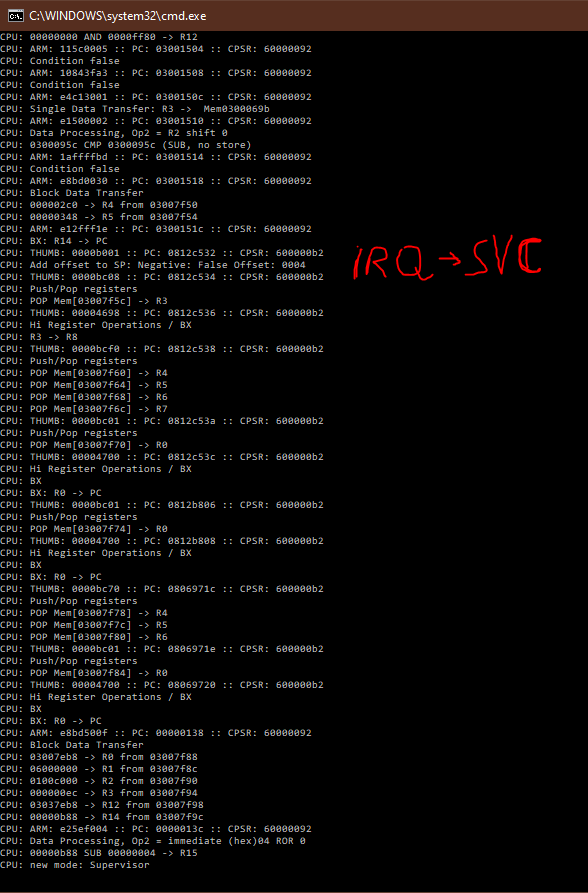 C:\WINDOWS\system32\cmd.exe
CPU: 00000000 AND 0000ff80 -> R12
CPU: ARM: 115c0005 :: PC: 03001504 :: CPSR: 60000092
CPU: Condition false
CPU: ARM: 10843fa3 :: PC: 03001508 :: CPSR: 60000092
CPU: Condition false
CPU: ARM: e4c13001 :: PC: 0300150c :: CPSR: 60000092
CPU: Single Data Transfer: R3 ->  Mem0300069b
CPU: ARM: e1500002 :: PC: 03001510 :: CPSR: 60000092
CPU: Data Processing, Op2 = R2 shift 0
CPU: 0300095c CMP 0300095c (SUB, no store)
CPU: ARM: 1affffbd :: PC: 03001514 :: CPSR: 60000092
CPU: Condition false
CPU: ARM: e8bd0030 :: PC: 03001518 :: CPSR: 60000092
CPU: Block Data Transfer
CPU: 000002c0 -> R4 from 03007f50
CPU: 00000348 -> R5 from 03007f54
CPU: ARM: e12fff1e :: PC: 0300151c :: CPSR: 60000092
CPU: BX: R14 -> PC
CPU: THUMB: 0000b001 :: PC: 0812c532 :: CPSR: 600000b2
CPU: Add offset to SP: Negative: False Offset: 0004
CPU: THUMB: 0000bc08 :: PC: 0812c534 :: CPSR: 600000b2
CPU: Push/Pop registers
CPU: POP Mem[03007f5c] -> R3
CPU: THUMB: 00004698 :: PC: 0812c536 :: CPSR: 600000b2
CPU: Hi Register Operations / BX
CPU: R3 -> R8
CPU: THUMB: 0000bcf0 :: PC: 0812c538 :: CPSR: 600000b2
CPU: Push/Pop registers
CPU: POP Mem[03007f60] -> R4
CPU: POP Mem[03007f64] -> R5
CPU: POP Mem[03007f68] -> R6
CPU: POP Mem[03007f6c] -> R7
CPU: THUMB: 0000bc01 :: PC: 0812c53a :: CPSR: 600000b2
CPU: Push/Pop registers
CPU: POP Mem[03007f70] -> R0
CPU: THUMB: 00004700 :: PC: 0812c53c :: CPSR: 600000b2
CPU: Hi Register Operations / BX
CPU: BX
CPU: BX: R0 -> PC
CPU: THUMB: 0000bc01 :: PC: 0812b806 :: CPSR: 600000b2
CPU: Push/Pop registers
CPU: POP Mem[03007f74] -> R0
CPU: THUMB: 00004700 :: PC: 0812b808 :: CPSR: 600000b2
CPU: Hi Register Operations / BX
CPU: BX
CPU: BX: R0 -> PC
CPU: THUMB: 0000bc70 :: PC: 0806971c :: CPSR: 600000b2
CPU: Push/Pop registers
CPU: POP Mem[03007f78] -> R4
CPU: POP Mem[03007f7c] -> R5
CPU: POP Mem[03007f80] -> R6
CPU: THUMB: 0000bc01 :: PC: 0806971e :: CPSR: 600000b2
CPU: Push/Pop registers
CPU: POP Mem[03007f84] -> R0
CPU: THUMB: 00004700 :: PC: 08069720 :: CPSR: 600000b2
CPU: Hi Register Operations / BX
CPU: BX
CPU: BX: R0 -> PC
CPU: ARM: e8bd500f :: PC: 00000138 :: CPSR: 60000092
CPU: Block Data Transfer
CPU: 03007eb8 -> R0 from 03007f88
CPU: 06000000 -> R1 from 03007f8c
CPU: 0100c000 -> R2 from 03007f90
CPU: 000000ec -> R3 from 03007f94
CPU: 03037eb8 -> R12 from 03007f98
CPU: 00000b88 -> R14 from 03007f9c
CPU: ARM: e25ef004 :: PC: 0000013c :: CPSR: 60000092
CPU: Data Processing, Op2 = immediate (hex)04 ROR 0
CPU: 00000b88 SUB 00000004 -> R15
CPU: new mode: Supervisor
IRQ → SVC